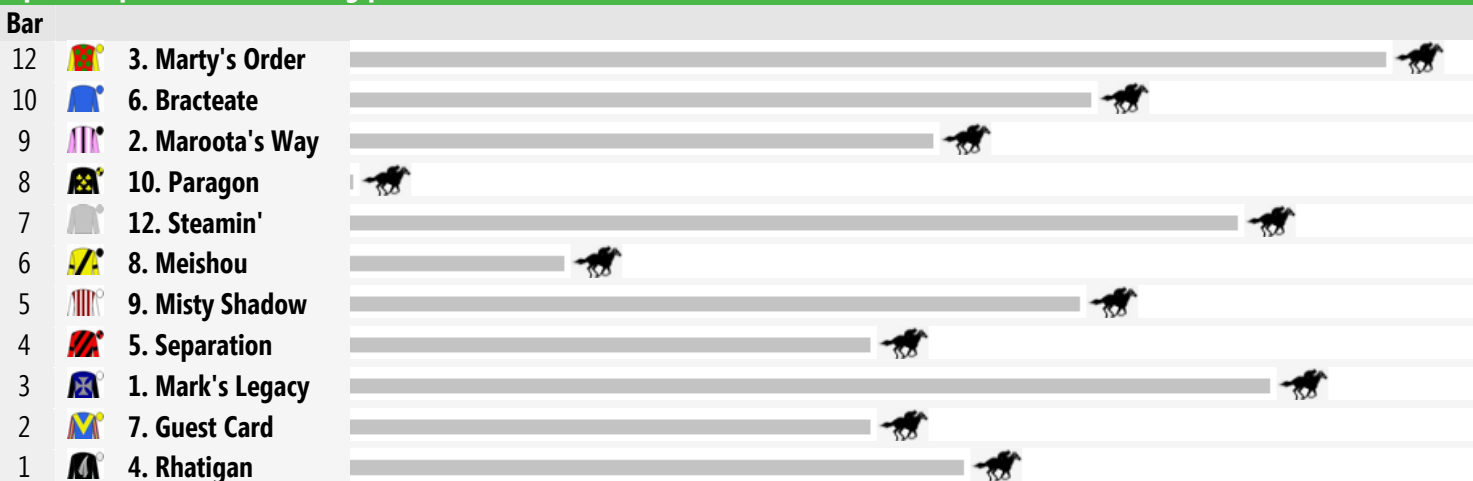 Bar
12 3. Marty's Order
10 6. Bracteate
9 2. Maroota's Way
8 10. Paragon
7 12. Steamin'
6 8. Meishou
5 9. Misty Shadow
4 5. Separation
3 1. Mark's Legacy
2 7. Guest Card
1 4. Rhatigan